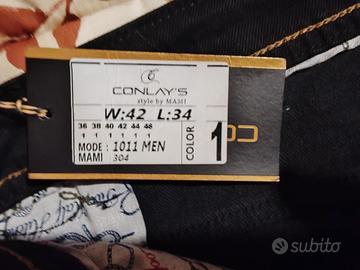 CONLAY'S
style by MAMI
W:42 L:34
36 38 40 42 44 48
1 1 1 1 1 1
MODE : 1011 MEN
MAMI 304
COLOR 1
CO
subito